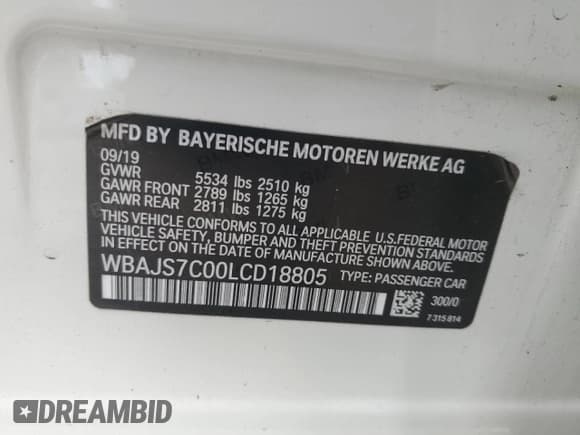 MFD BY BAYERISCHE MOTOREN WERKE AG
09/19
GVWR 5534 lbs 2510 kg
GAWR FRONT 2789 lbs 1265 kg
GAWR REAR 2811 lbs 1275 kg
THIS VEHICLE CONFORMS TO ALL APPLICABLE U.S.FEDERAL MOTOR
VEHICLE SAFETY, BUMPER AND THEFT PREVENTION STANDARDS
IN EFFECT ON THE DATE OF MANUFACTURE SHOWN ABOVE.
WBAJS7C00LCD18805 TYPE: PASSENGER CAR
300/0
7 315 814
DREAMBID